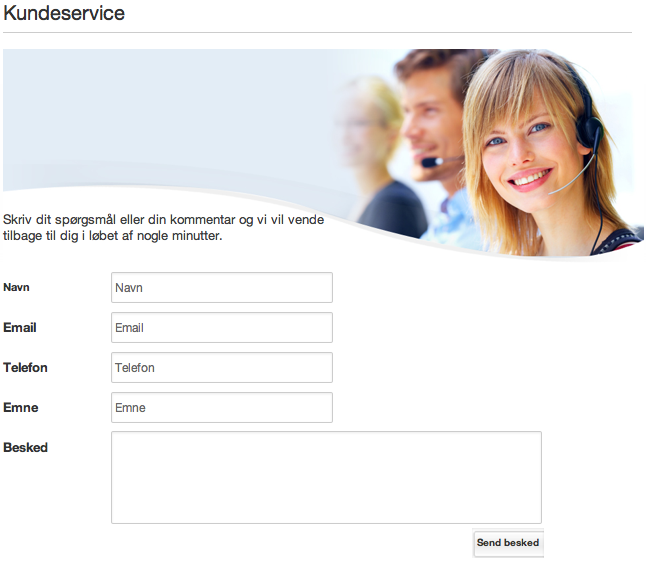 Kundeservice
Skriv dit spørgsmål eller din kommentar og vi vil vende
tilbage til dig i løbet af nogle minutter.
Navn Navn
Email Email
Telefon Telefon
Emne Emne
Besked
Send besked